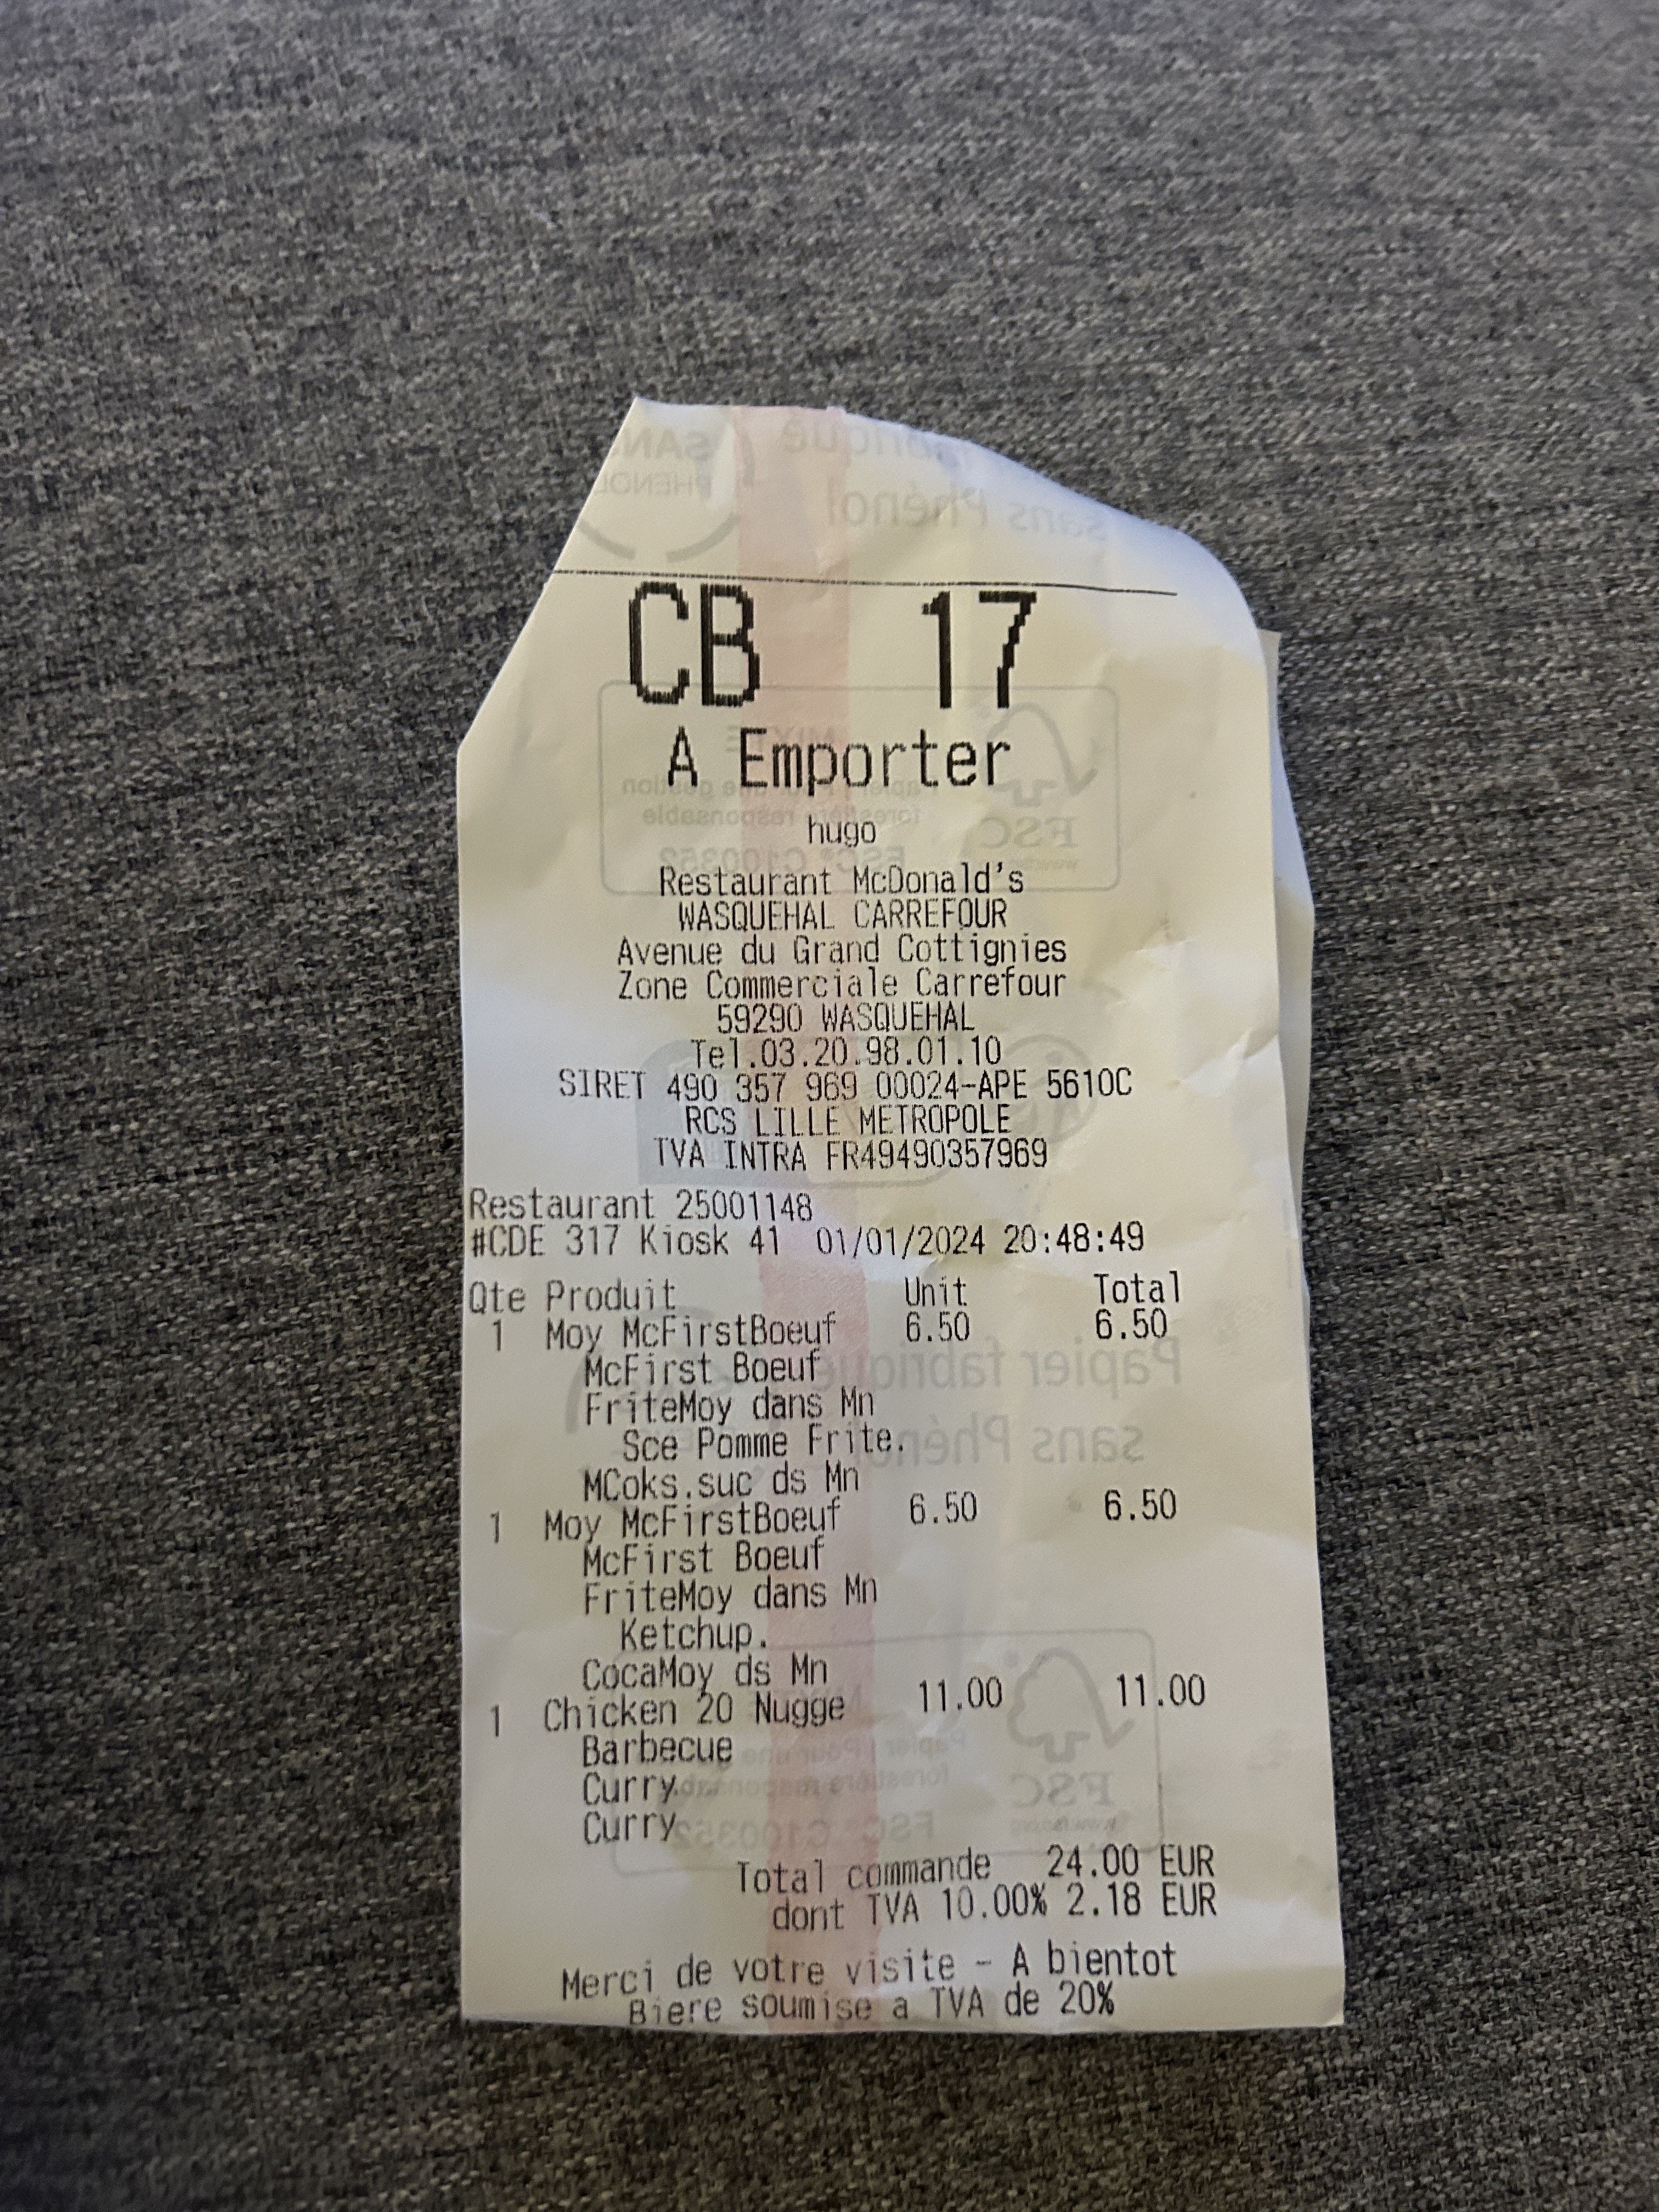 CB 17
A Emporter
hugo
Restaurant McDonald's
WASQUEHAL CARREFOUR
Avenue du Grand Cottignies
Zone Commerciale Carrefour
59290 WASQUEHAL
Tel.03.20.98.01.10
SIRET 490 357 969 00024-APE 5610C
RCS LILLE METROPOLE
TVA INTRA FR49490357969
Restaurant 25001148
#CDE 317 Kiosk 41 01/01/2024 20:48:49
Qte Produit Unit Total
1 Moy McFirstBoeuf 6.50 6.50
McFirst Boeuf
FriteMoy dans Mn
Sce Pomme Frite.
MCoks.suc ds Mn
1 Moy McFirstBoeuf 6.50 6.50
McFirst Boeuf
FriteMoy dans Mn
Ketchup.
CocaMoy ds Mn
1 Chicken 20 Nugge 11.00 11.00
Barbecue
Curry
Curry
Total commande 24.00 EUR
dont TVA 10.00% 2.18 EUR
Merci de votre visite - A bientot
Biere soumise a TVA de 20%